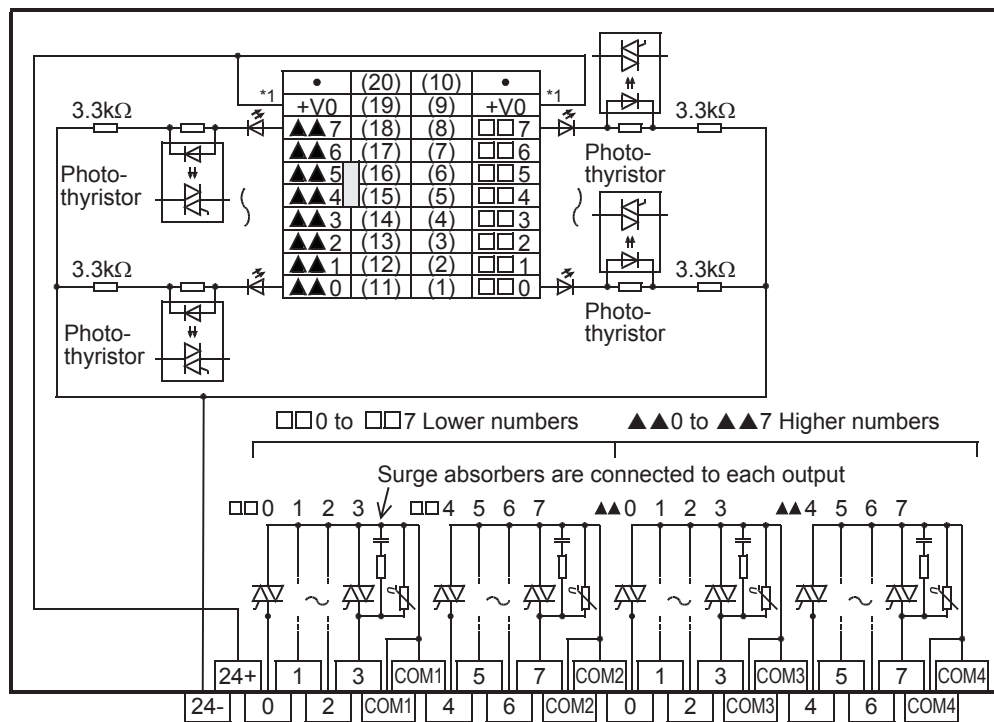 • (20) (10) •
*1 +V0 (19) (9) +V0 *1
3.3kΩ ▲▲7 (18) (8) □□7 3.3kΩ
▲▲6 (17) (7) □□6
▲▲5 (16) (6) □□5
▲▲4 (15) (5) □□4
▲▲3 (14) (4) □□3
▲▲2 (13) (3) □□2
▲▲1 (12) (2) □□1
▲▲0 (11) (1) □□0
Photo-
thyristor
Photo-
thyristor
3.3kΩ
3.3kΩ
Photo-
thyristor
Photo-
thyristor
□□0 to □□7 Lower numbers ▲▲0 to ▲▲7 Higher numbers
Surge absorbers are connected to each output
□□0 1 2 3 □□4 5 6 7 ▲▲0 1 2 3 ▲▲4 5 6 7
u u u u
24+ 1 3 COM1 5 7 COM2 1 3 COM3 5 7 COM4
24- 0 2 COM1 4 6 COM2 0 2 COM3 4 6 COM4